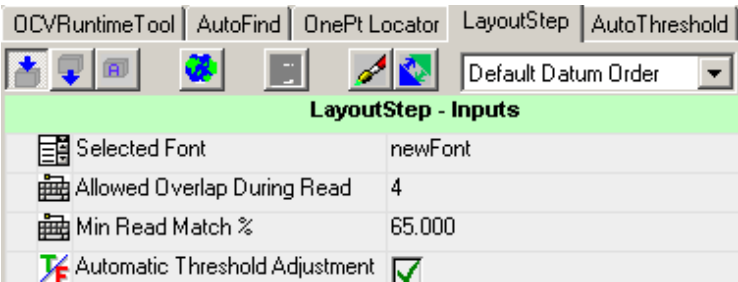 OCVRuntimeTool AutoFind OnePt Locator LayoutStep AutoThreshold
A Default Datum Order
LayoutStep - Inputs
Selected Font newFont
Allowed Overlap During Read 4
Min Read Match % 65.000
T/F Automatic Threshold Adjustment